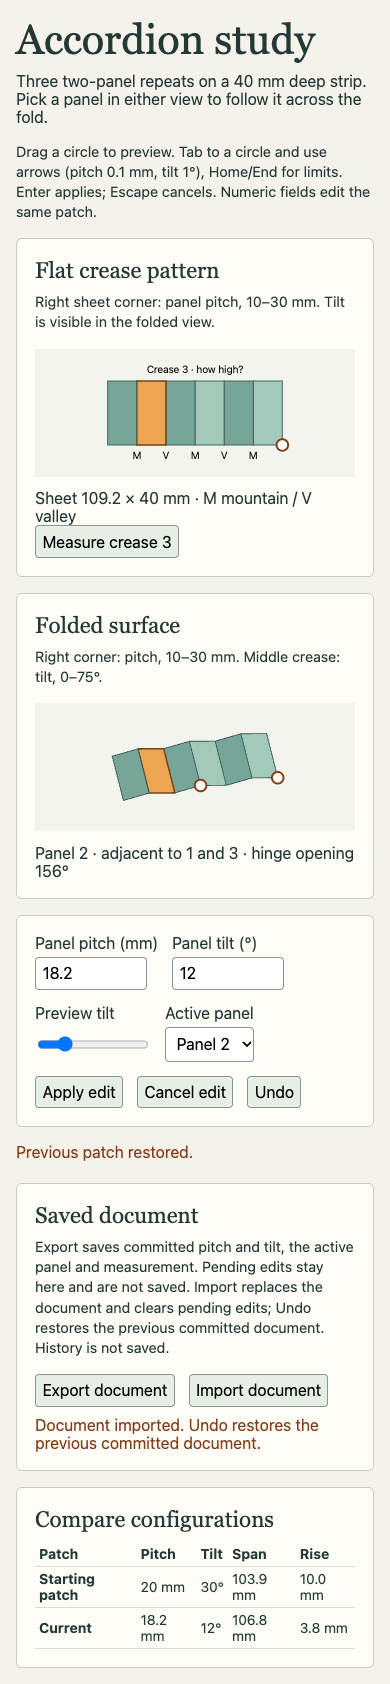 Accordion study
Three two-panel repeats on a 40 mm deep strip.
Pick a panel in either view to follow it across the
fold.
Drag a circle to preview. Tab to a circle and use
arrows (pitch 0.1 mm, tilt 1°), Home/End for limits.
Enter applies; Escape cancels. Numeric fields edit the
same patch.
Flat crease pattern
Right sheet corner: panel pitch, 10–30 mm. Tilt
is visible in the folded view.
Crease 3 · how high?
M V M V M
Sheet 109.2 × 40 mm · M mountain / V
valley
Measure crease 3
Folded surface
Right corner: pitch, 10–30 mm. Middle crease:
tilt, 0–75°.
Panel 2 · adjacent to 1 and 3 · hinge opening
156°
Panel pitch (mm) Panel tilt (°)
18.2 12
Preview tilt Active panel
Panel 2
Apply edit Cancel edit Undo
Previous patch restored.
Saved document
Export saves committed pitch and tilt, the active
panel and measurement. Pending edits stay
here and are not saved. Import replaces the
document and clears pending edits; Undo
restores the previous committed document.
History is not saved.
Export document Import document
Document imported. Undo restores the
previous committed document.
Compare configurations
Patch Pitch Tilt Span Rise
Starting patch 20 mm 30° 103.9 mm 10.0 mm
Current 18.2 mm 12° 106.8 mm 3.8 mm